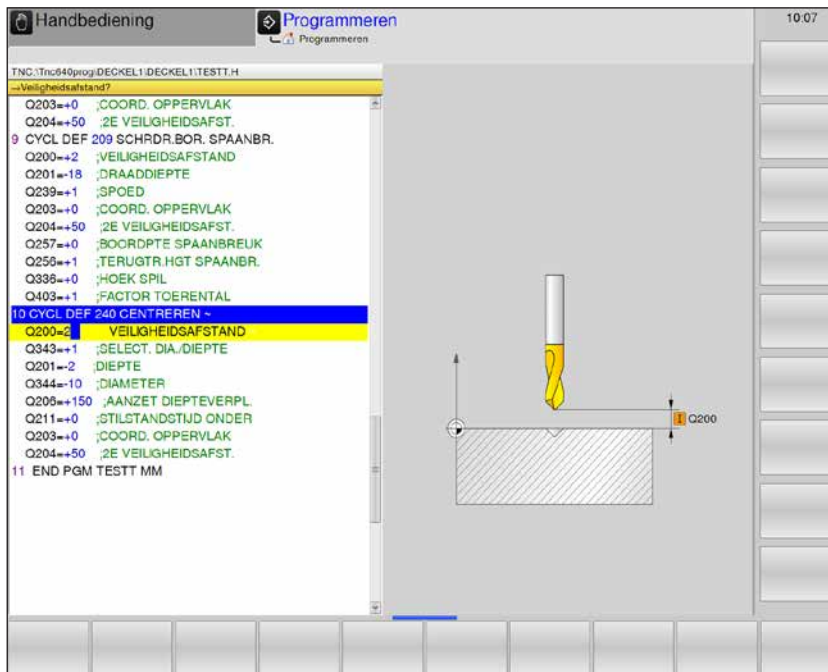 Handbediening
Programmeren
Programmeren
10:07
TNC:\Tnc640prog\DECKEL1\DECKEL1\TESTT.H
→Veiligheidsafstand?
Q203=+0 ;COORD. OPPERVLAK
Q204=+50 ;2E VEILIGHEIDSAFST.
9 CYCL DEF 209 SCHRDR.BOR. SPAANBR.
Q200=+2 ;VEILIGHEIDSAFSTAND
Q201=-18 ;DRAADDIEPTE
Q239=+1 ;SPOED
Q203=+0 ;COORD. OPPERVLAK
Q204=+50 ;2E VEILIGHEIDSAFST.
Q257=+0 ;BOORDPTE SPAANBREUK
Q256=+1 ;TERUGTR.HGT SPAANBR.
Q336=+0 ;HOEK SPIL
Q403=+1 ;FACTOR TOERENTAL
10 CYCL DEF 240 CENTREREN ~
Q200=2 VEILIGHEIDSAFSTAND
Q343=+1 ;SELECT. DIA./DIEPTE
Q201=-2 ;DIEPTE
Q344=-10 ;DIAMETER
Q206=+150 ;AANZET DIEPTEVERPL.
Q211=+0 ;STILSTANDSTIJD ONDER
Q203=+0 ;COORD. OPPERVLAK
Q204=+50 ;2E VEILIGHEIDSAFST.
11 END PGM TESTT MM
I Q200